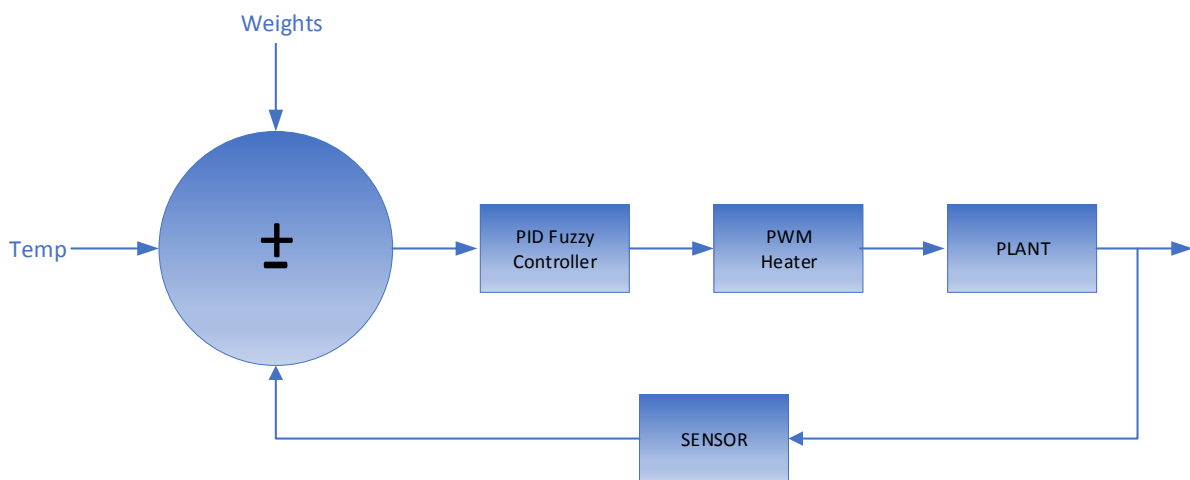 Weights
Temp
±
PID Fuzzy
Controller
PWM
Heater
PLANT
SENSOR